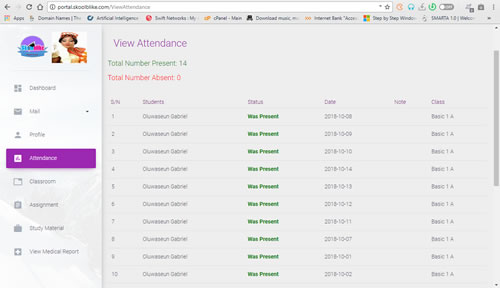 portal.skoolbilike.com/ViewAttendance
Apps Domain Names | Th Artificial Intelligenc Swift Networks : My cPanel - Main Download music, m Internet Bank "Accou Step by Step Window SMARTA 1.0 | Welcom
View Attendance
Total Number Present: 14
Total Number Absent: 0
Dashboard
Mail
Profile
Attendance
Classroom
Assignment
Study Material
View Medical Report
S/N Students Status Date Note Class
1 Oluwaseun Gabriel Was Present 2018-10-08 Basic 1 A
2 Oluwaseun Gabriel Was Present 2018-10-09 Basic 1 A
3 Oluwaseun Gabriel Was Present 2018-10-10 Basic 1 A
4 Oluwaseun Gabriel Was Present 2018-10-14 Basic 1 A
5 Oluwaseun Gabriel Was Present 2018-10-13 Basic 1 A
6 Oluwaseun Gabriel Was Present 2018-10-12 Basic 1 A
7 Oluwaseun Gabriel Was Present 2018-10-11 Basic 1 A
8 Oluwaseun Gabriel Was Present 2018-10-07 Basic 1 A
9 Oluwaseun Gabriel Was Present 2018-10-01 Basic 1 A
10 Oluwaseun Gabriel Was Present 2018-10-02 Basic 1 A